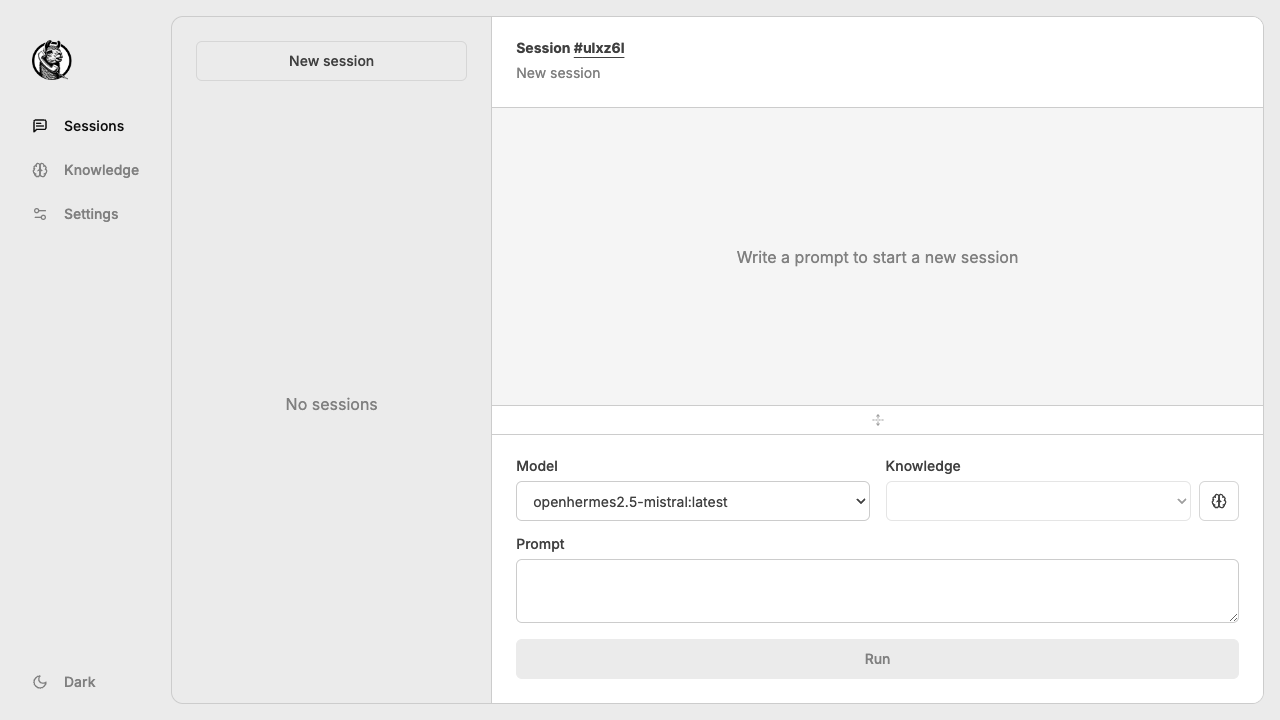 Sessions
Knowledge
Settings
Dark
New session
No sessions
Session #ulxz6l
New session
Write a prompt to start a new session
Model
openhermes2.5-mistral:latest
Knowledge
Prompt
Run